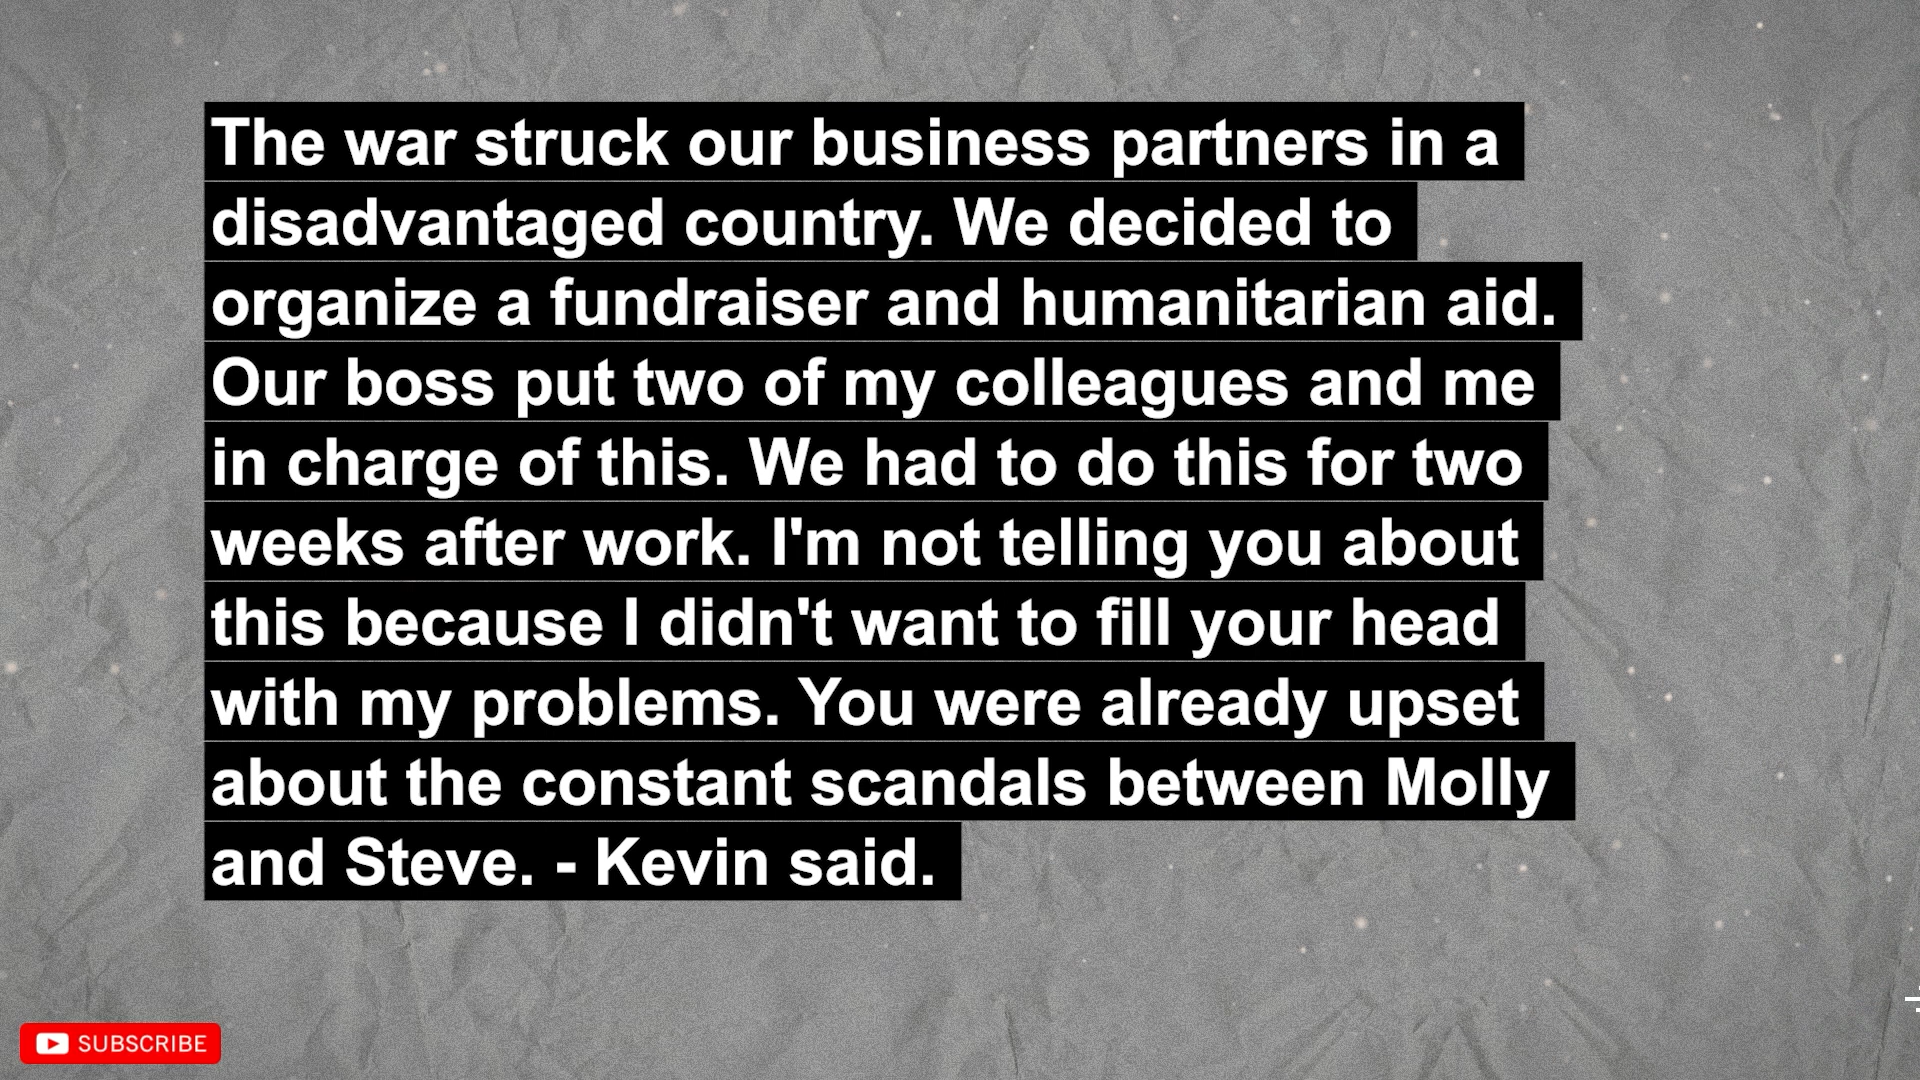 The war struck our business partners in a
disadvantaged country. We decided to
organize a fundraiser and humanitarian aid.
Our boss put two of my colleagues and me
in charge of this. We had to do this for two
weeks after work. I'm not telling you about
this because I didn't want to fill your head
with my problems. You were already upset
about the constant scandals between Molly
and Steve. - Kevin said.
SUBSCRIBE